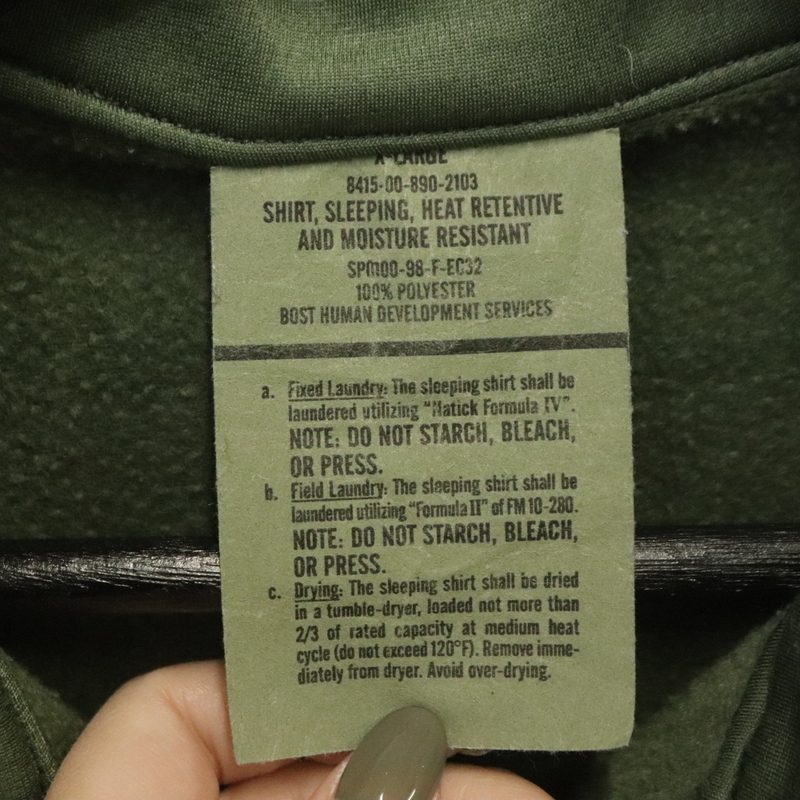 X-LARGE
8415-00-890-2103
SHIRT, SLEEPING, HEAT RETENTIVE
AND MOISTURE RESISTANT
SPO100-98-F-EC32
100% POLYESTER
BOST HUMAN DEVELOPMENT SERVICES
a. Fixed Laundry: The sleeping shirt shall be
laundered utilizing "Natick Formula IV".
NOTE: DO NOT STARCH, BLEACH,
OR PRESS.
b. Field Laundry: The sleeping shirt shall be
laundered utilizing "Formula II" of FM 10-280.
NOTE: DO NOT STARCH, BLEACH,
OR PRESS.
c. Drying: The sleeping shirt shall be dried
in a tumble-dryer, loaded not more than
2/3 of rated capacity at medium heat
cycle (do not exceed 120°F). Remove imme-
diately from dryer. Avoid over-drying.